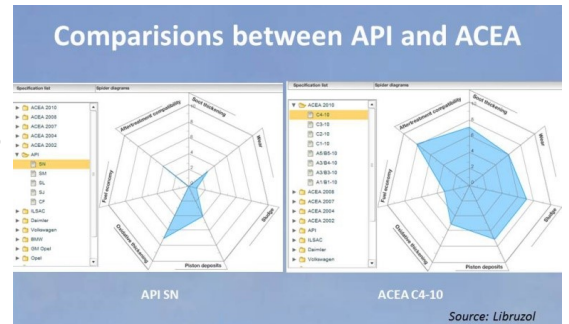 Comparisions between API and ACEA
Specification list
Spider diagrams
ACEA 2010
ACEA 2008
ACEA 2007
ACEA 2004
ACEA 2002
API
SN
SM
SL
SJ
CF
ILSAC
Daimler
Volkswagen
BMW
GM Opel
Opel
Soot thickening
Wear
Sludge
Piston deposits
Oxidative thickening
Fuel economy
Aftertreatment compatibility
Specification list
Spider diagrams
ACEA 2010
C4-10
C3-10
C2-10
C1-10
A5/B5-10
A3/B4-10
A3/B3-10
A1/B1-10
ACEA 2008
ACEA 2007
ACEA 2004
ACEA 2002
API
ILSAC
Daimler
Volkswagen
Soot thickening
Wear
Sludge
Piston deposits
Oxidative thickening
Fuel economy
Aftertreatment compatibility
API SN
ACEA C4-10
Source: Libruzol